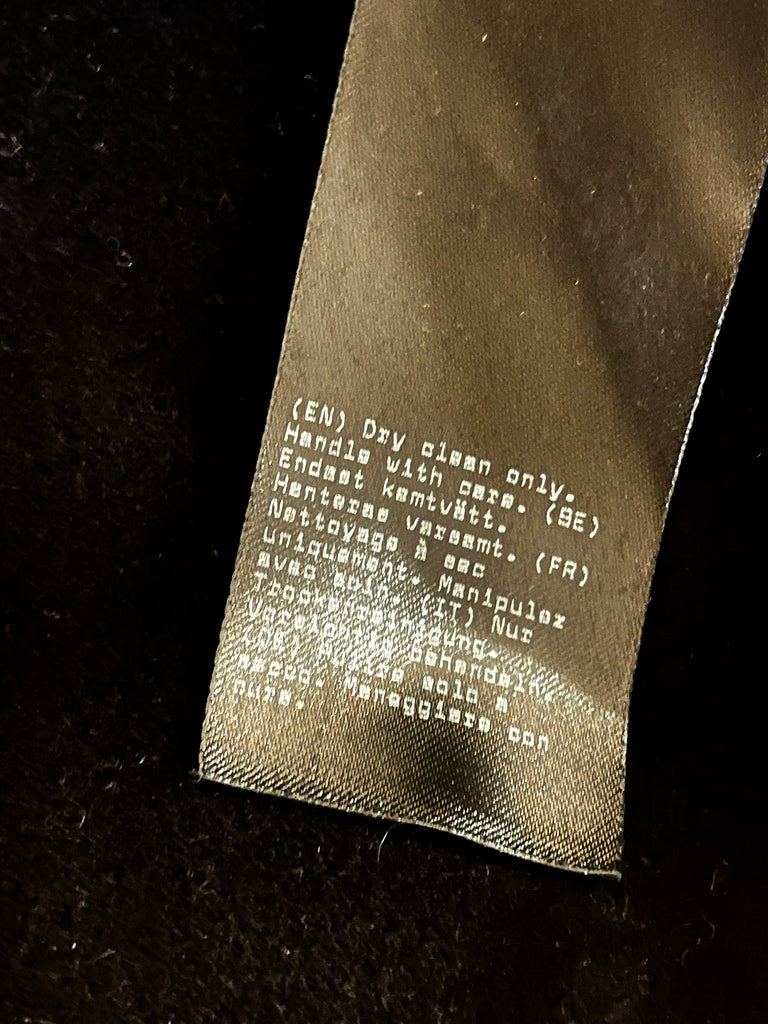 (EN) Dry clean only.
Handle with care. (SE)
Endast kemtvätt.
Hanteras varsamt. (FR)
Nettoyage à sec
uniquement. Manipulez
avec soin. (IT) Nur
Trockenreinigung.
Vorsichtig behandeln.
(DE) Pulire solo a
secco. Maneggiare con
cura.